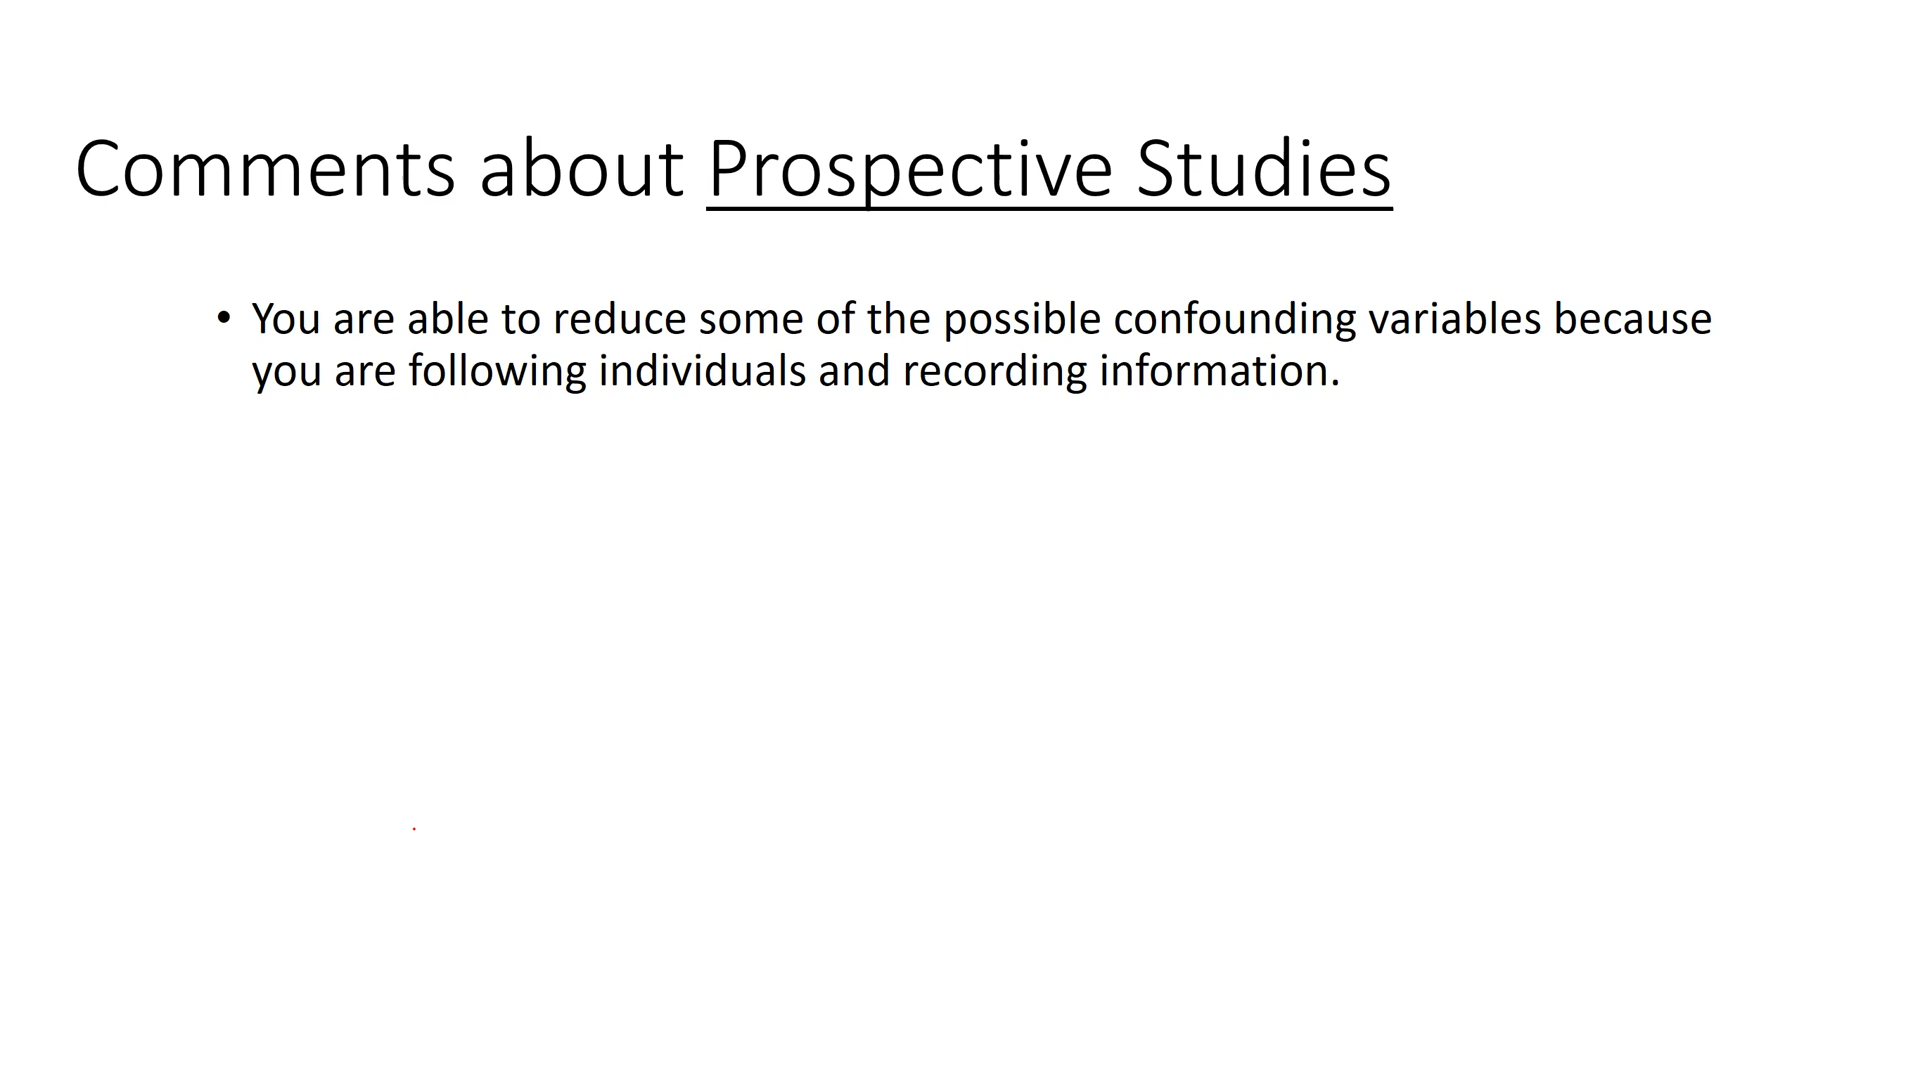 Comments about Prospective Studies
• You are able to reduce some of the possible confounding variables because
you are following individuals and recording information.